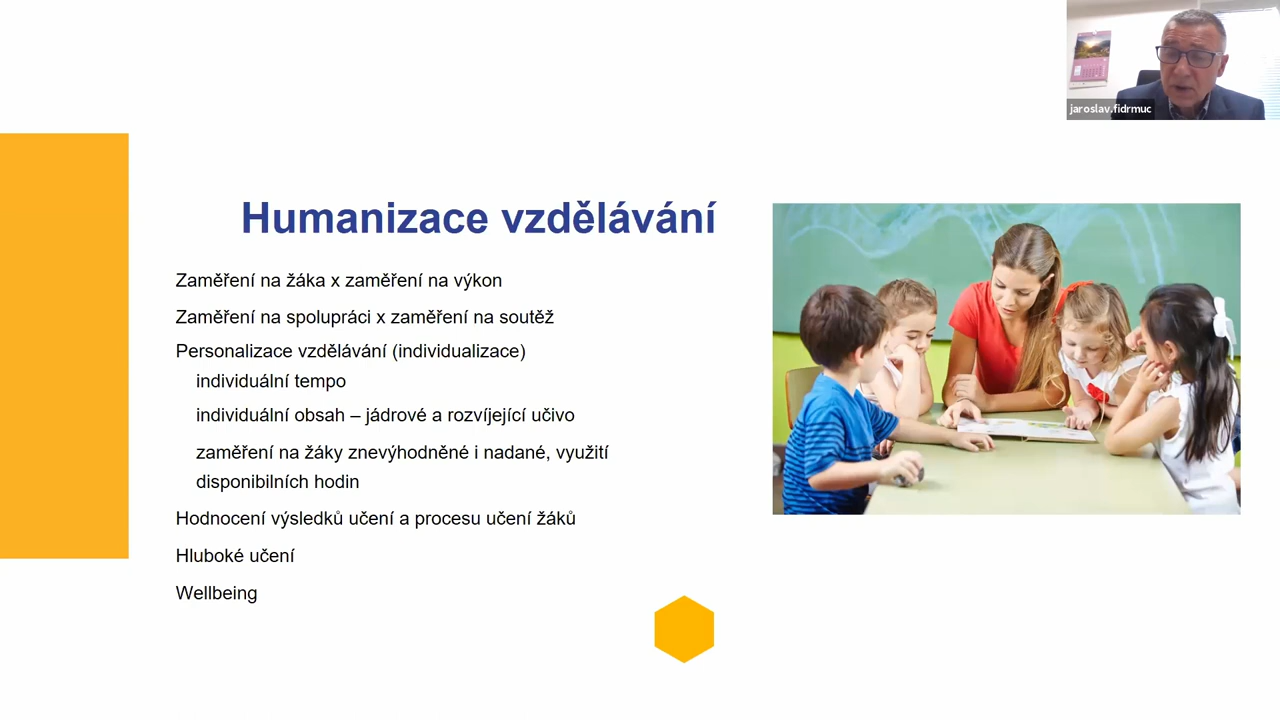 jaroslav.fidrmuc
Humanizace vzdělávání
Zaměření na žáka x zaměření na výkon
Zaměření na spolupráci x zaměření na soutěž
Personalizace vzdělávání (individualizace)
individuální tempo
individuální obsah – jádrové a rozvíjející učivo
zaměření na žáky znevýhodněné i nadané, využití
disponibilních hodin
Hodnocení výsledků učení a procesu učení žáků
Hluboké učení
Wellbeing